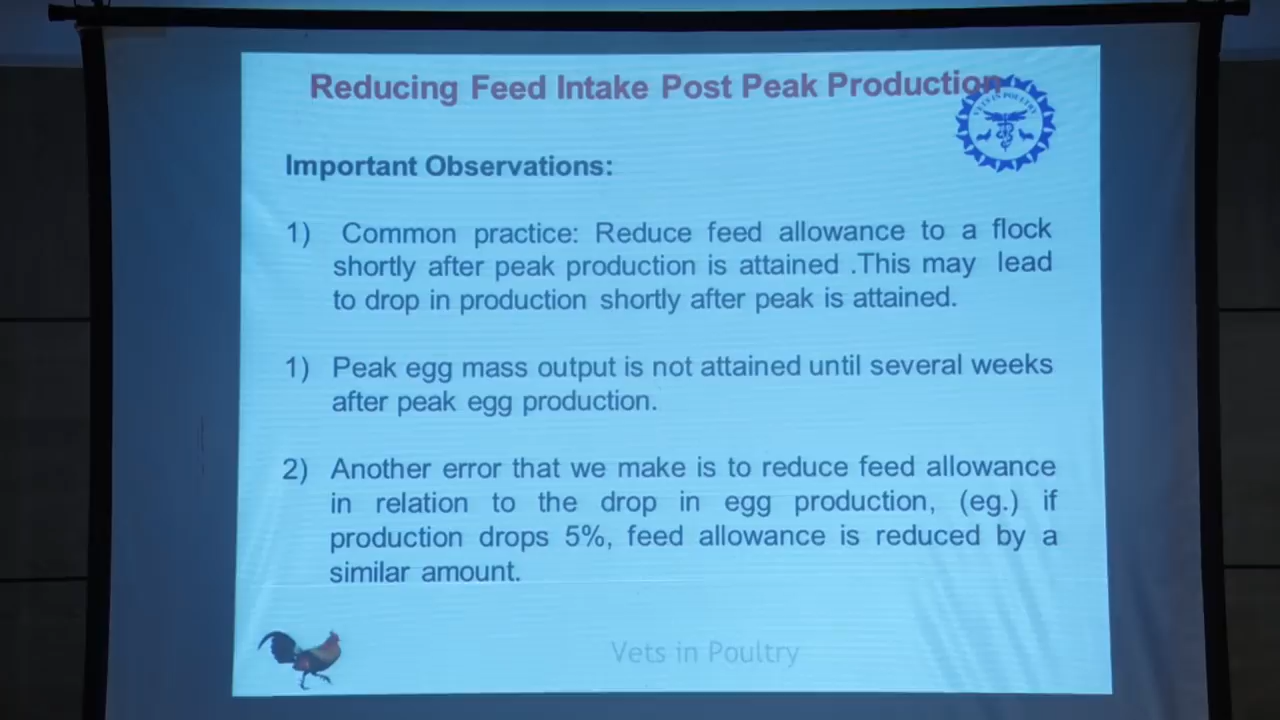 Reducing Feed Intake Post Peak Production
VETS IN POULTRY
Important Observations:
1) Common practice: Reduce feed allowance to a flock
shortly after peak production is attained .This may lead
to drop in production shortly after peak is attained.
1) Peak egg mass output is not attained until several weeks
after peak egg production.
2) Another error that we make is to reduce feed allowance
in relation to the drop in egg production, (eg.) if
production drops 5%, feed allowance is reduced by a
similar amount.
Vets in Poultry